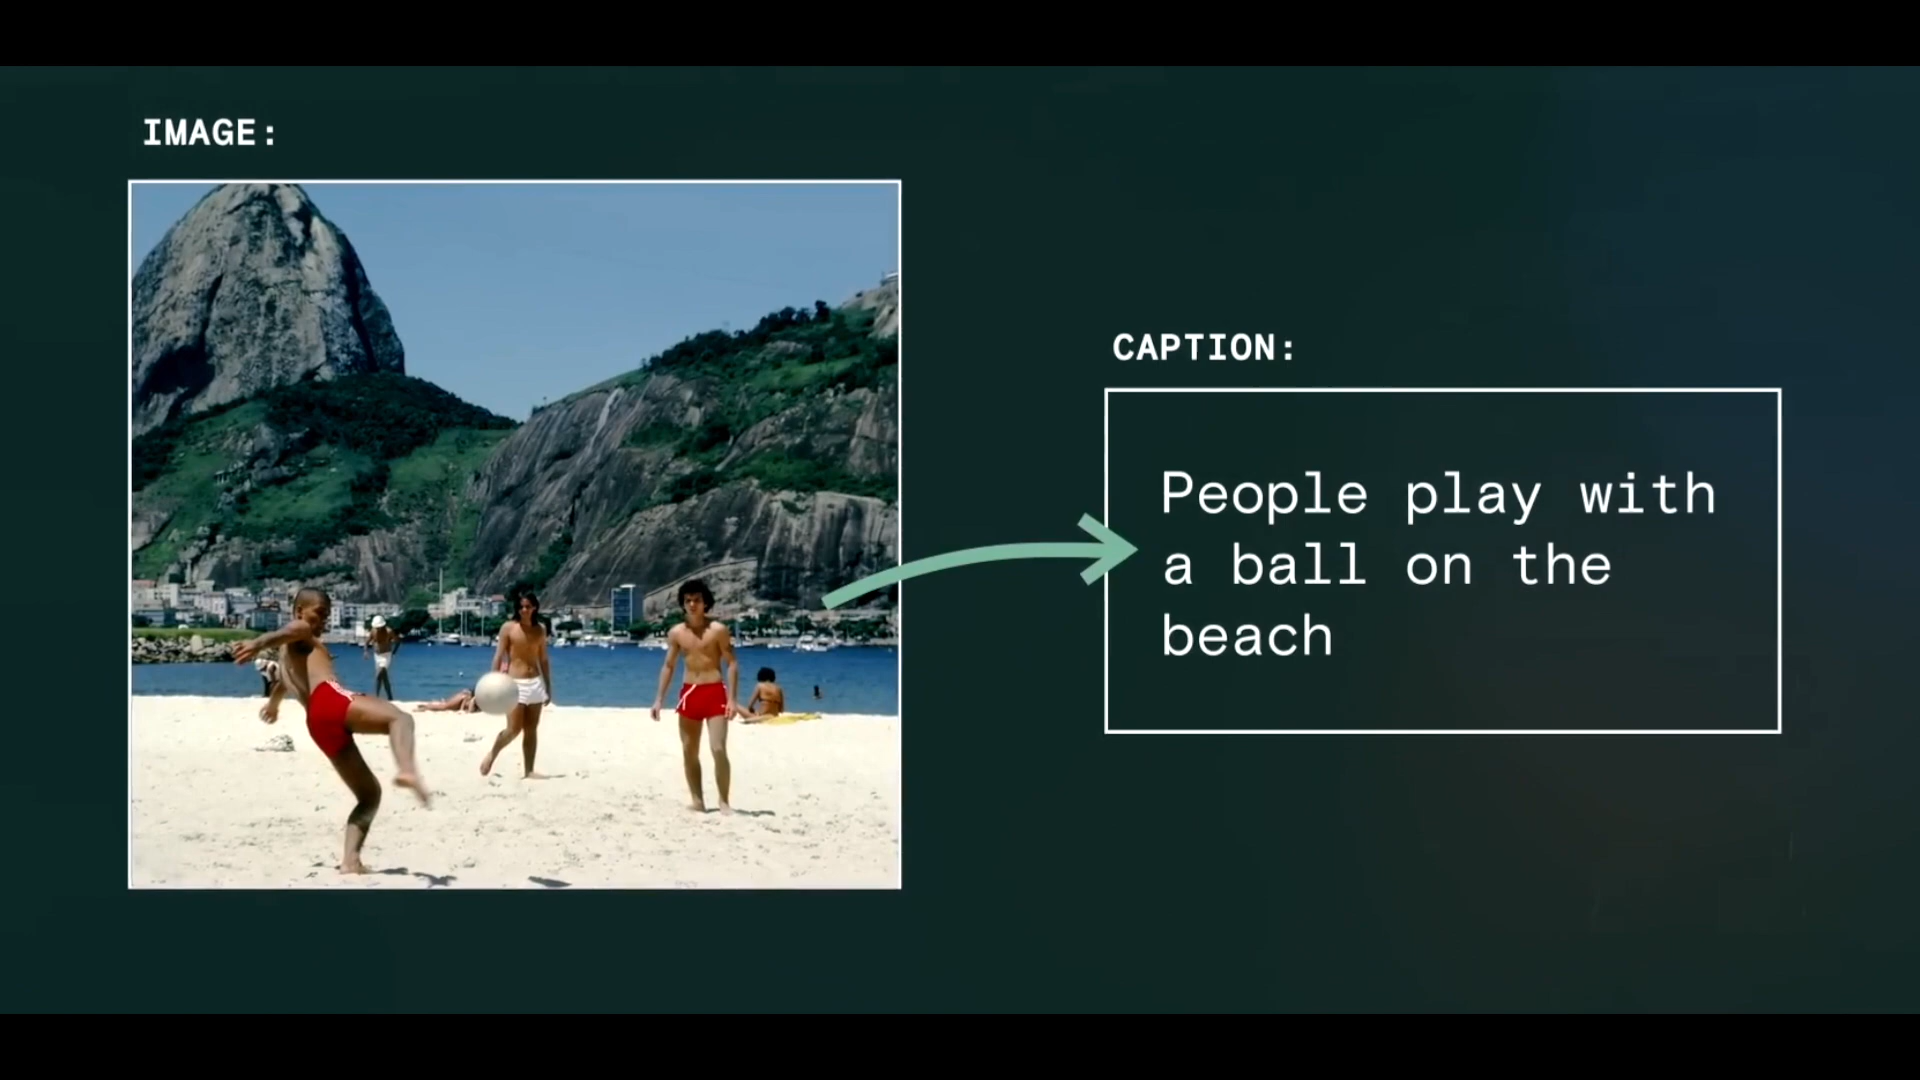 IMAGE:
CAPTION:
People play with
a ball on the
beach